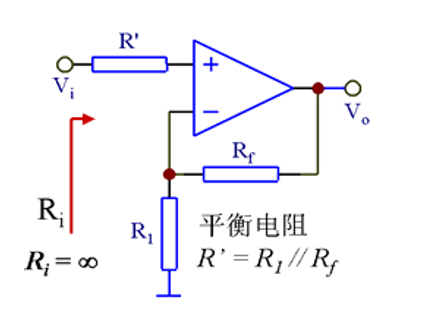 R'
+
Vi
−
Vo
Rf
Ri
R1
平衡电阻
Ri = ∞
R' = R1 // Rf